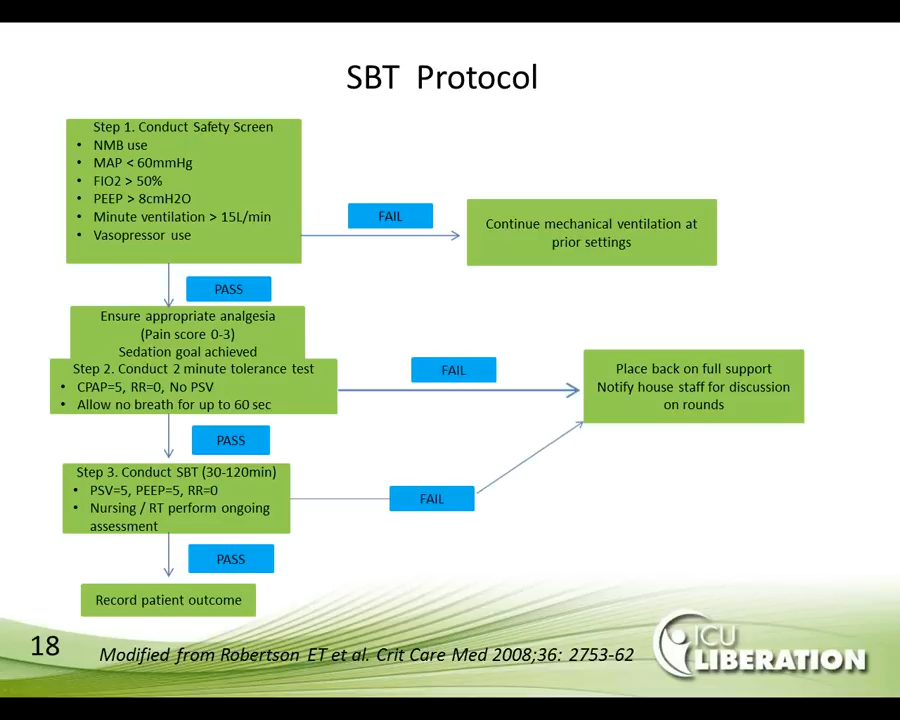 SBT Protocol
Step 1. Conduct Safety Screen
• NMB use
• MAP < 60mmHg
• FIO2 > 50%
• PEEP > 8cmH2O
• Minute ventilation > 15L/min
• Vasopressor use
FAIL
Continue mechanical ventilation at
prior settings
PASS
Ensure appropriate analgesia
(Pain score 0-3)
Sedation goal achieved
Step 2. Conduct 2 minute tolerance test
• CPAP=5, RR=0, No PSV
• Allow no breath for up to 60 sec
FAIL
Place back on full support
Notify house staff for discussion
on rounds
PASS
Step 3. Conduct SBT (30-120min)
• PSV=5, PEEP=5, RR=0
• Nursing / RT perform ongoing
assessment
FAIL
PASS
Record patient outcome
18
Modified from Robertson ET et al. Crit Care Med 2008;36: 2753-62
ICU
LIBERATION